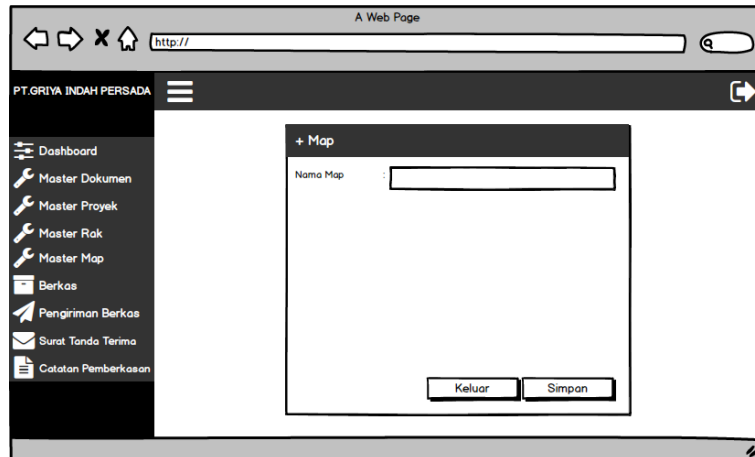 A Web Page
http://
PT.GRIYA INDAH PERSADA
Dashboard
Master Dokumen
Master Proyek
Master Rak
Master Map
Berkas
Pengiriman Berkas
Surat Tanda Terima
Catatan Pemberkasan
+ Map
Nama Map :
Keluar
Simpan